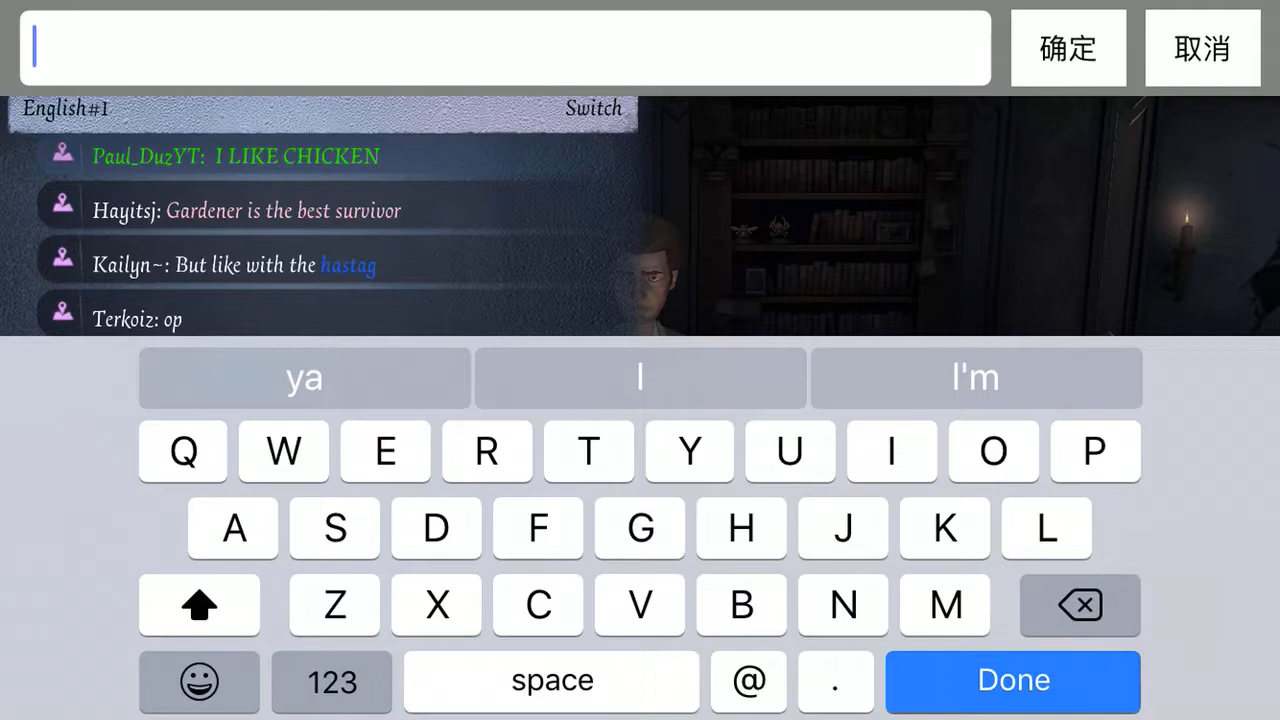 确定 取消
English#1 Switch
Paul_DuzYT: I LIKE CHICKEN
Hayitsj: Gardener is the best survivor
Kailyn~: But like with the hastag
Terkoiz: op
ya I I'm
Q W E R T Y U I O P
A S D F G H J K L
Z X C V B N M
123 space @ . Done